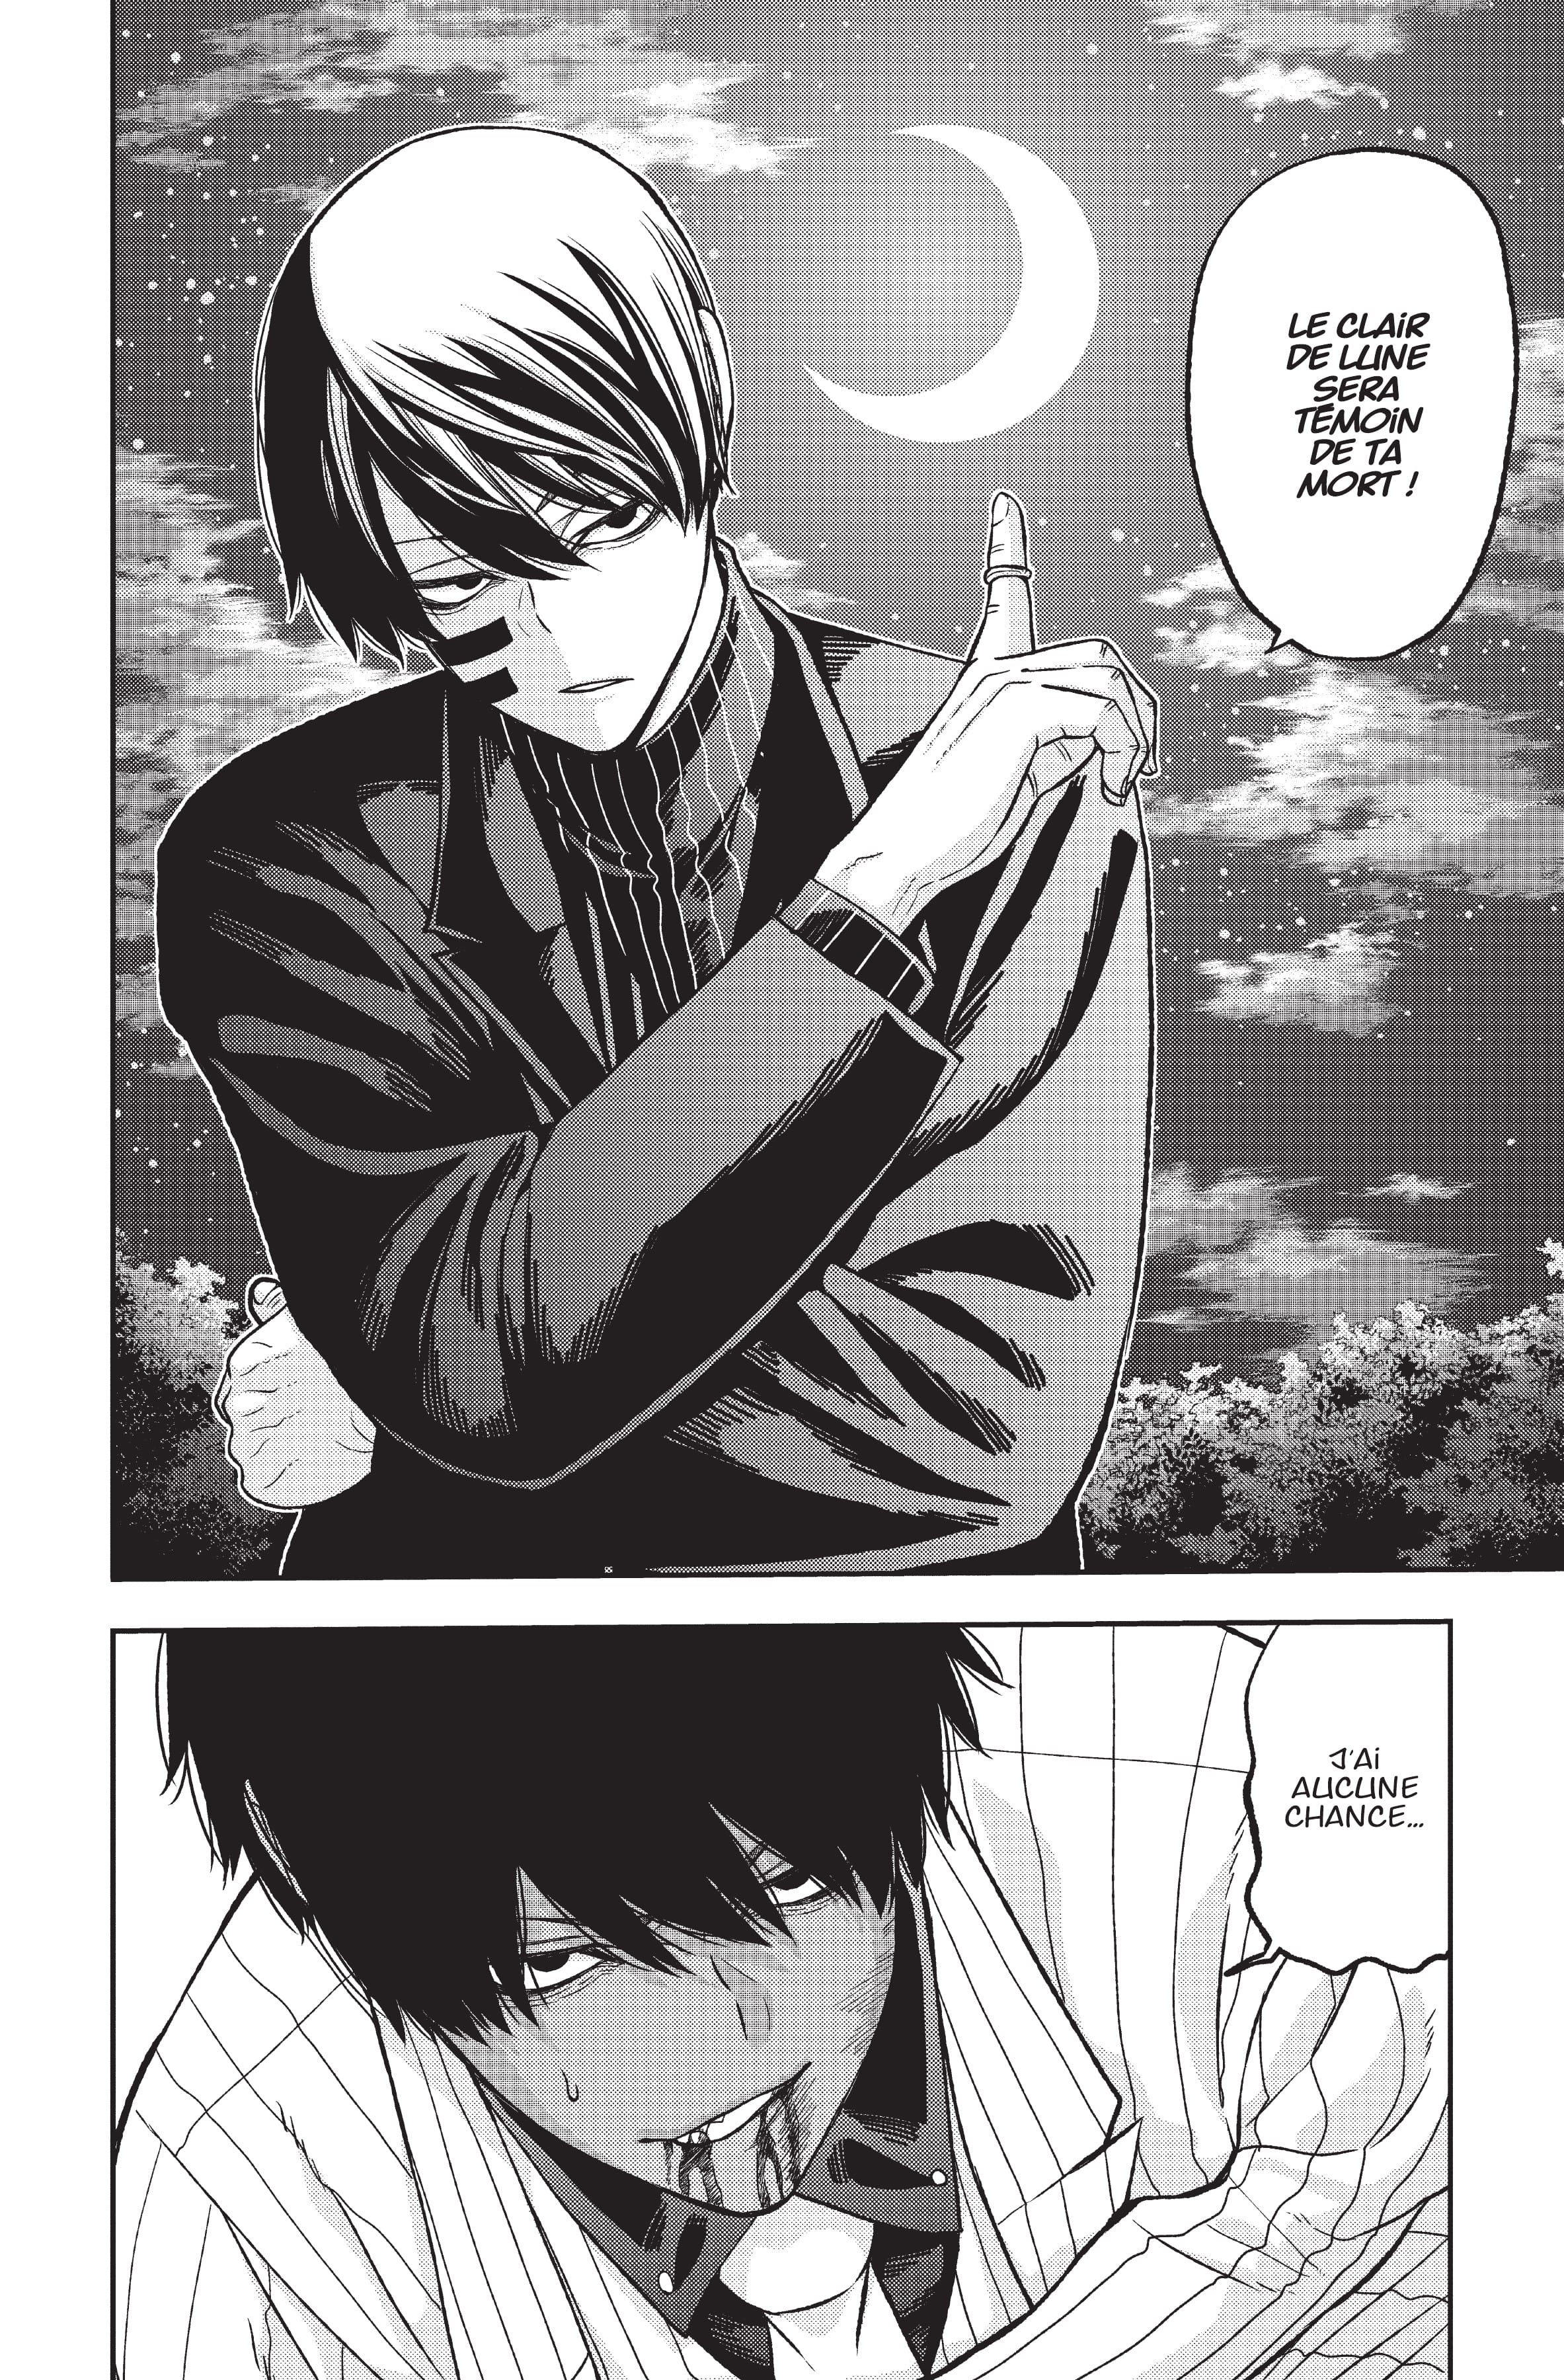 LE CLAiR
DE LUNE
SERA
TÉMOiN
DE TA
MORT !
J'Ai
AUCUNE
CHANCE...